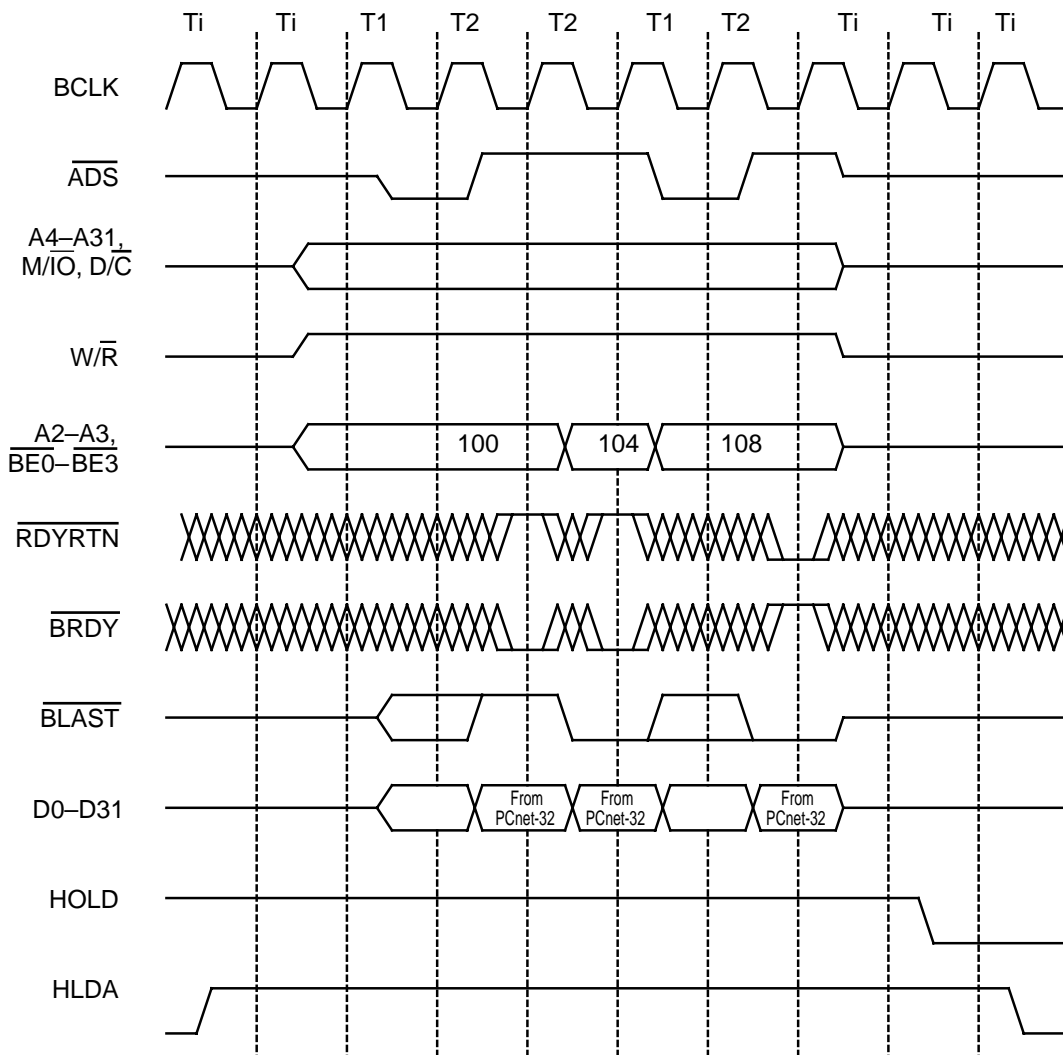 Ti Ti T1 T2 T2 T1 T2 Ti Ti Ti
BCLK
ADS
A4–A31,
M/IO, D/C
W/R
A2–A3,
BE0–BE3
100 104 108
RDYRTN
BRDY
BLAST
D0–D31
From
PCnet-32
From
PCnet-32
From
PCnet-32
HOLD
HLDA